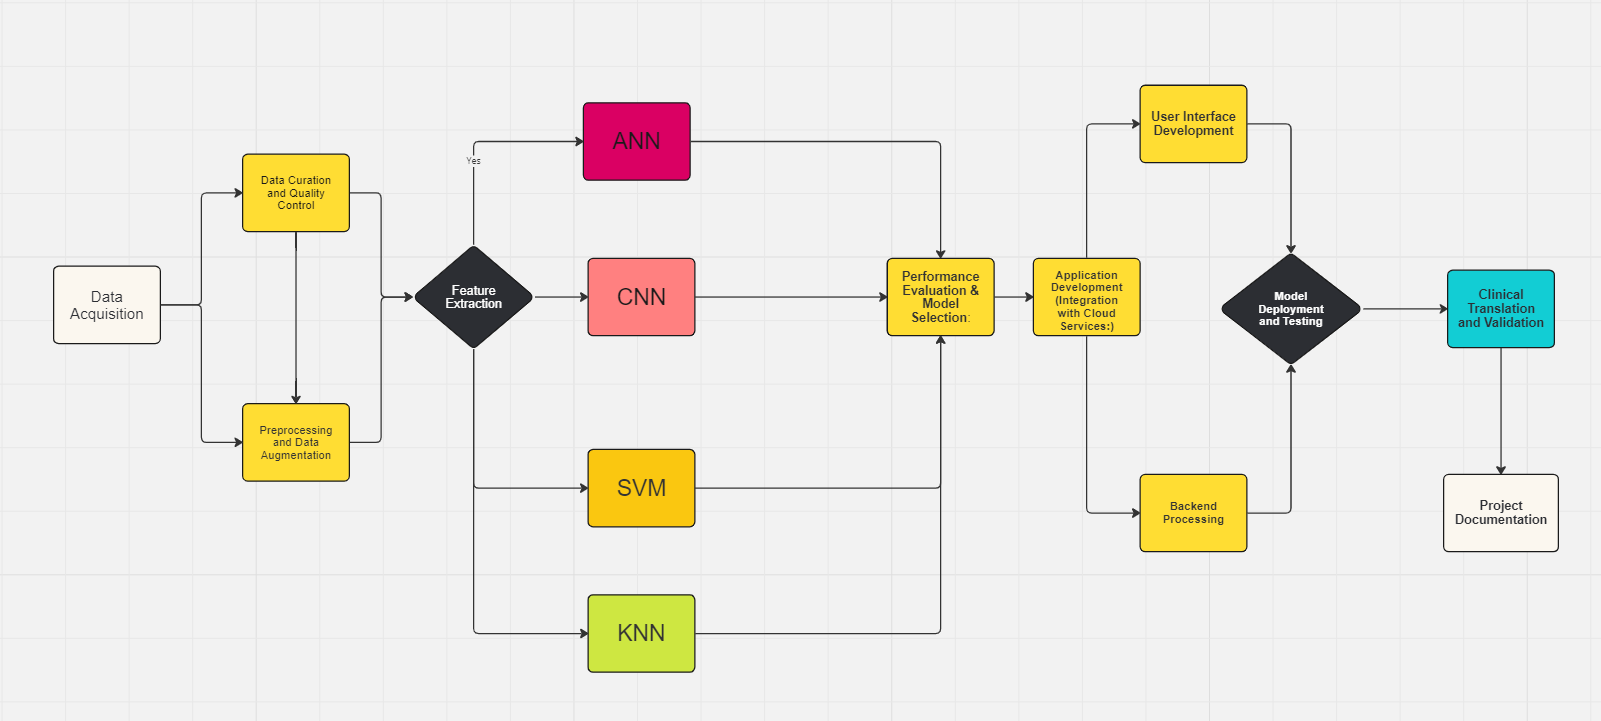 Data
Acquisition
Data Curation
and Quality
Control
Preprocessing
and Data
Augmentation
Feature
Extraction
Yes
ANN
CNN
SVM
KNN
Performance
Evaluation &
Model
Selection:
Application
Development
(Integration
with Cloud
Services:)
User Interface
Development
Backend
Processing
Model
Deployment
and Testing
Clinical
Translation
and Validation
Project
Documentation